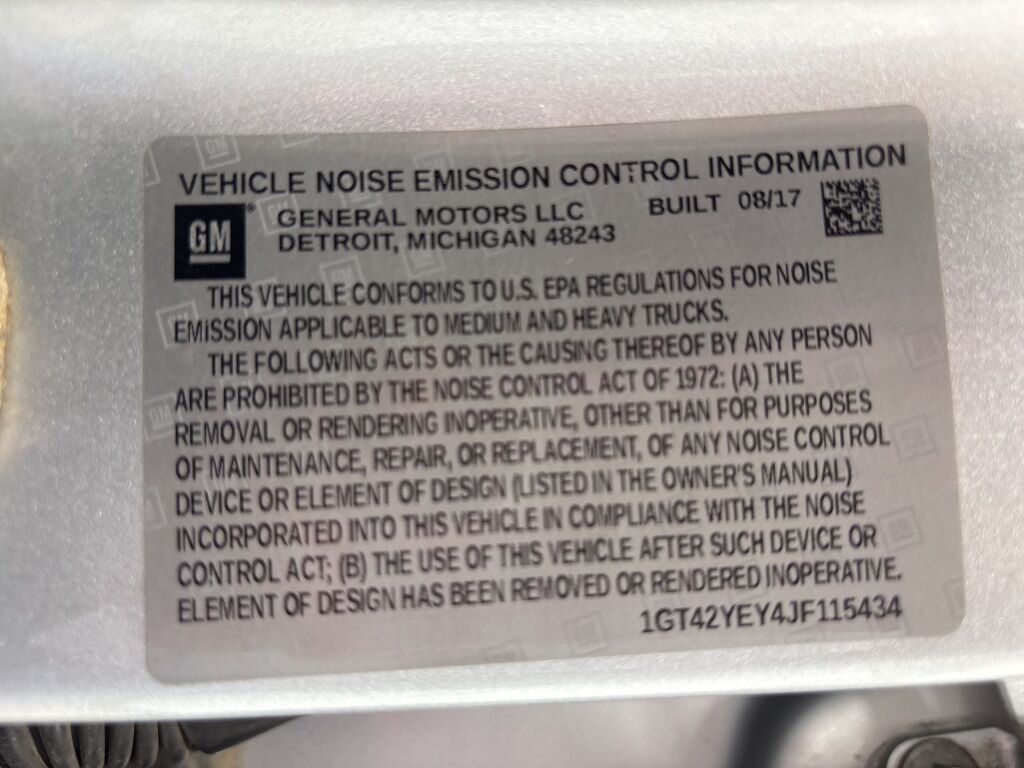 VEHICLE NOISE EMISSION CONTROL INFORMATION
GM® GENERAL MOTORS LLC BUILT 08/17
DETROIT, MICHIGAN 48243
THIS VEHICLE CONFORMS TO U.S. EPA REGULATIONS FOR NOISE
EMISSION APPLICABLE TO MEDIUM AND HEAVY TRUCKS.
THE FOLLOWING ACTS OR THE CAUSING THEREOF BY ANY PERSON
ARE PROHIBITED BY THE NOISE CONTROL ACT OF 1972: (A) THE
REMOVAL OR RENDERING INOPERATIVE, OTHER THAN FOR PURPOSES
OF MAINTENANCE, REPAIR, OR REPLACEMENT, OF ANY NOISE CONTROL
DEVICE OR ELEMENT OF DESIGN (LISTED IN THE OWNER'S MANUAL)
INCORPORATED INTO THIS VEHICLE IN COMPLIANCE WITH THE NOISE
CONTROL ACT; (B) THE USE OF THIS VEHICLE AFTER SUCH DEVICE OR
ELEMENT OF DESIGN HAS BEEN REMOVED OR RENDERED INOPERATIVE.
1GT42YEY4JF115434